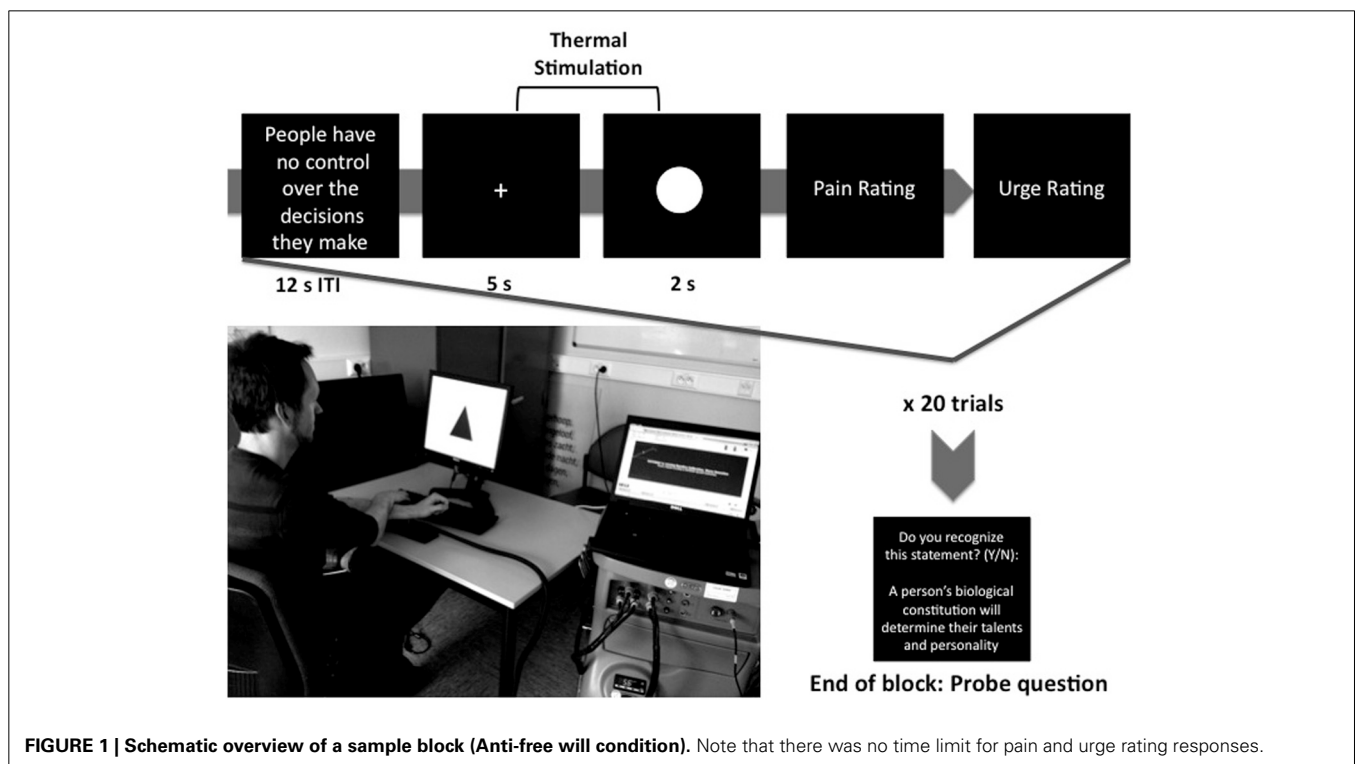 Thermal
Stimulation
People have
no control
over the
decisions
they make
+
Pain Rating
Urge Rating
12 s ITI
5 s
2 s
x 20 trials
Do you recognize
this statement? (Y/N):
A person's biological
constitution will
determine their talents
and personality
End of block: Probe question
DELL
FIGURE 1 | Schematic overview of a sample block (Anti-free will condition). Note that there was no time limit for pain and urge rating responses.